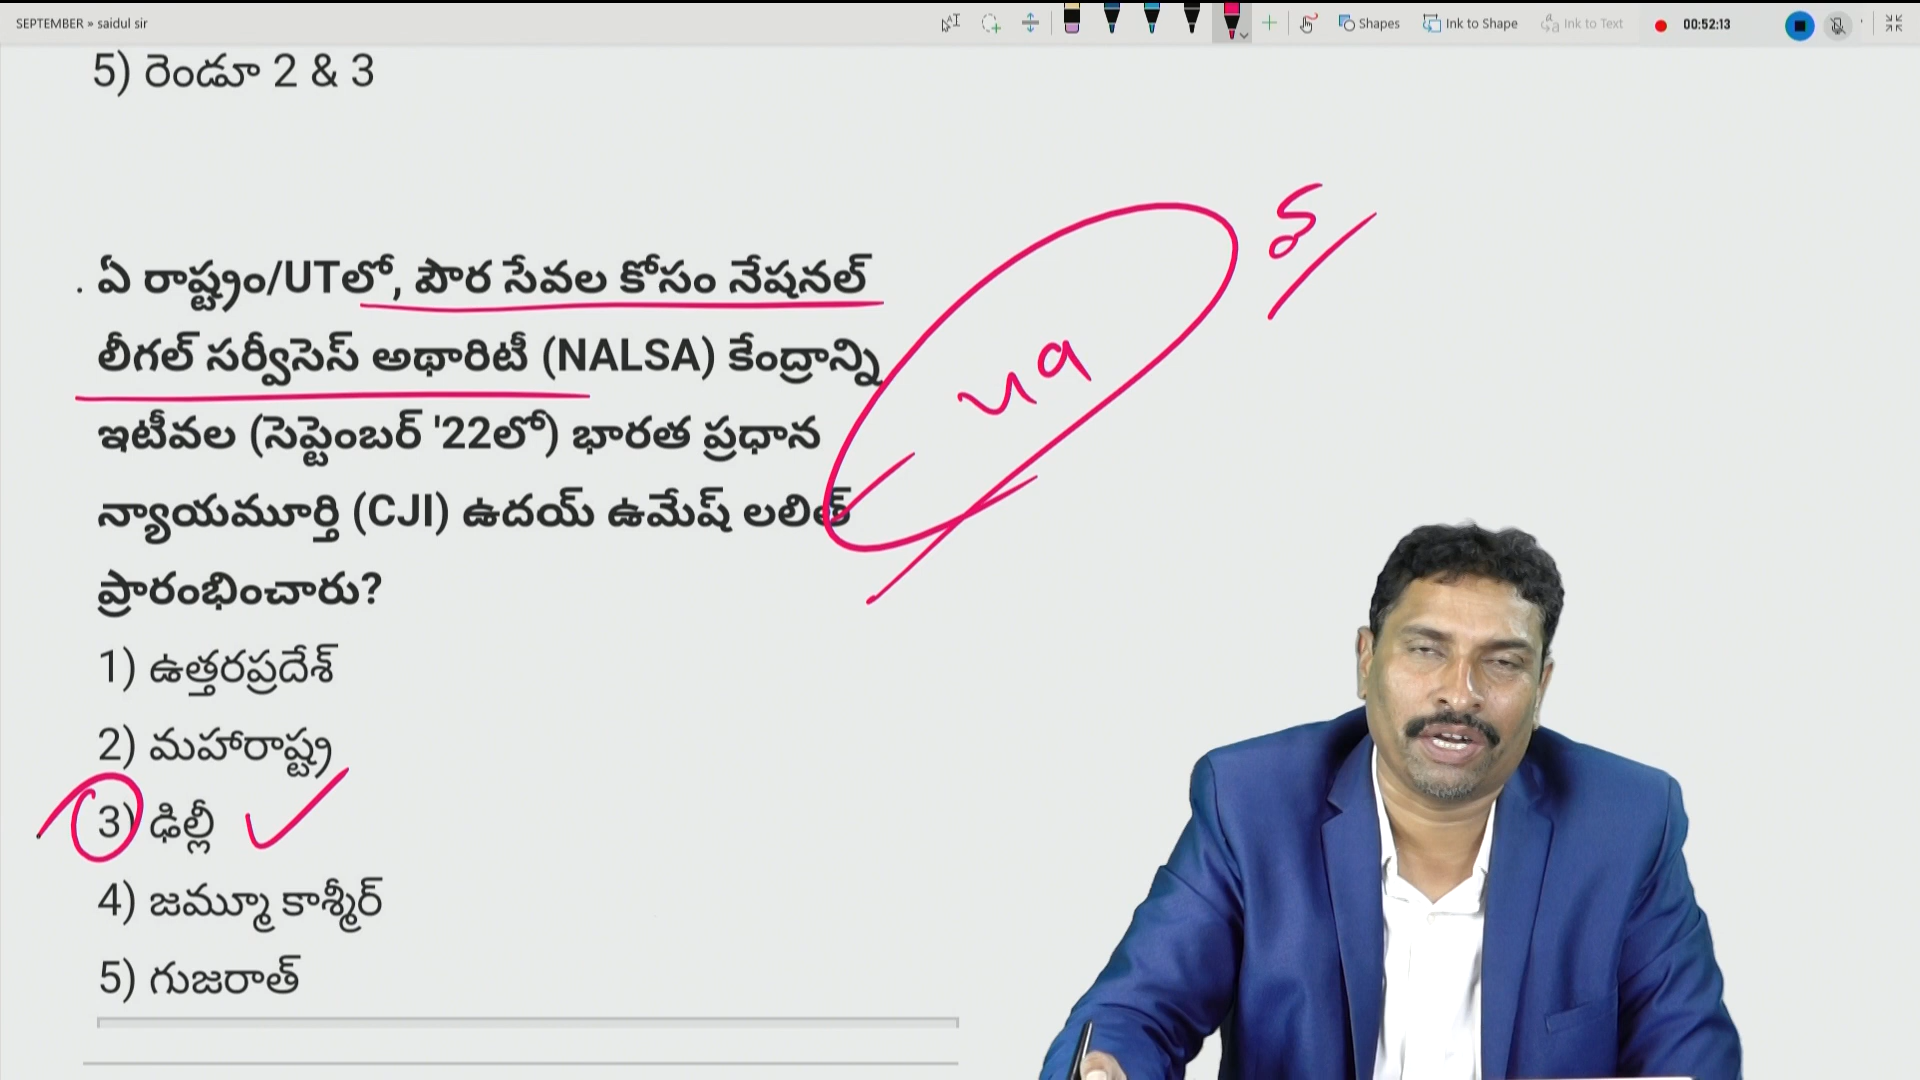 SEPTEMBER » saidul sir
Shapes
Ink to Shape
Ink to Text
00:52:13
5) రెండూ 2 & 3
. ఏ రాష్ట్రం/UTలో, పౌర సేవల కోసం నేషనల్
లీగల్ సర్వీసెస్ అథారిటీ (NALSA) కేంద్రాన్ని
ఇటీవల (సెప్టెంబర్ '22లో) భారత ప్రధాన
న్యాయమూర్తి (CJI) ఉదయ్ ఉమేష్ లలిత్
ప్రారంభించారు?
1) ఉత్తరప్రదేశ్
2) మహారాష్ట్ర
3) ఢిల్లీ
4) జమ్మూ కాశ్మీర్
5) గుజరాత్